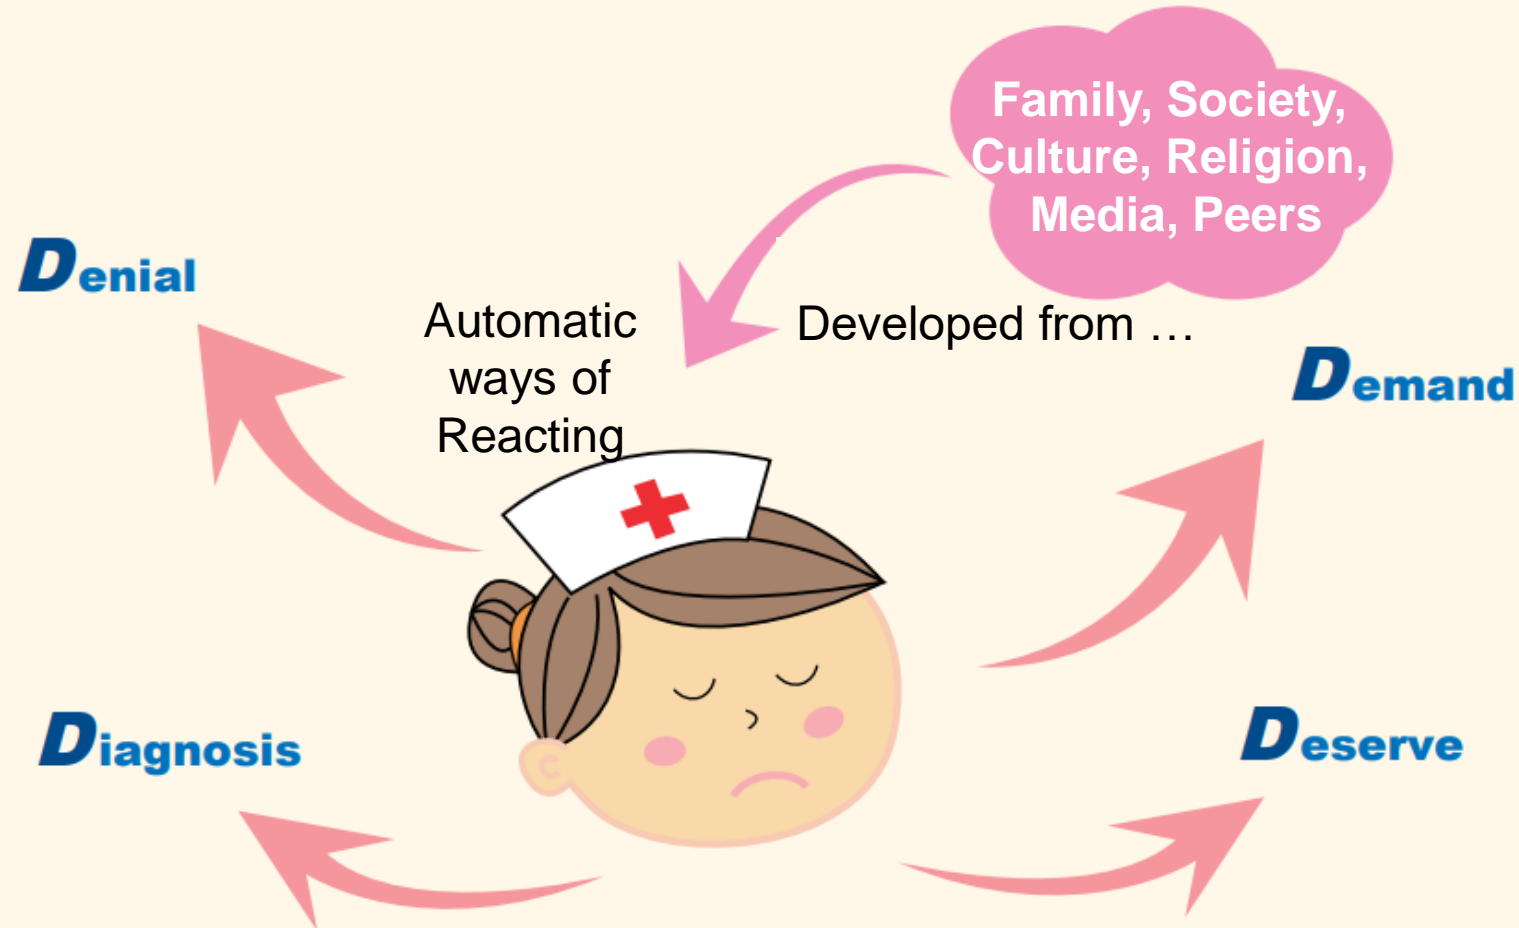 Family, Society,
Culture, Religion,
Media, Peers
Denial
Automatic
ways of
Reacting
Developed from …
Demand
Diagnosis
Deserve